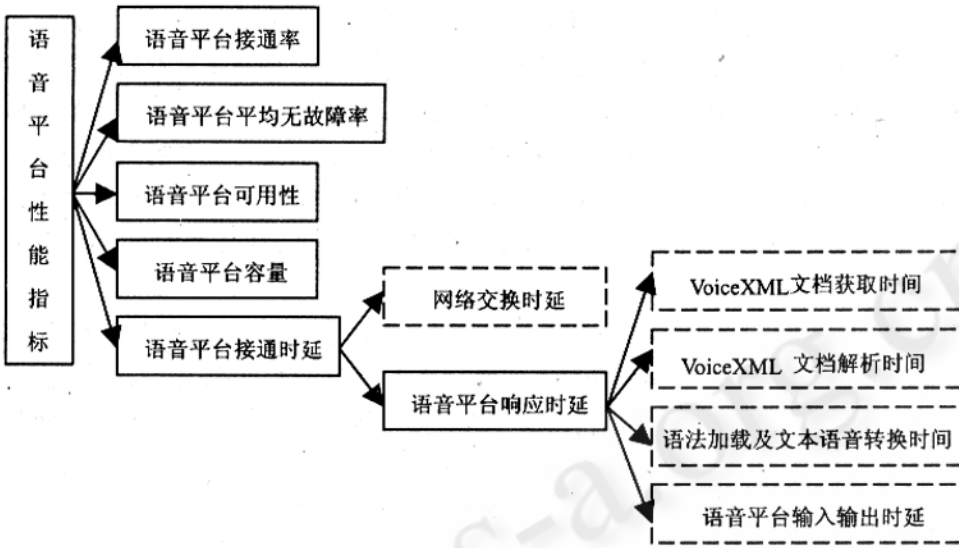 语音平台性能指标
语音平台接通率
语音平台平均无故障率
语音平台可用性
语音平台容量
语音平台接通时延
网络交换时延
语音平台响应时延
VoiceXML文档获取时间
VoiceXML 文档解析时间
语法加载及文本语音转换时间
语音平台输入输出时延